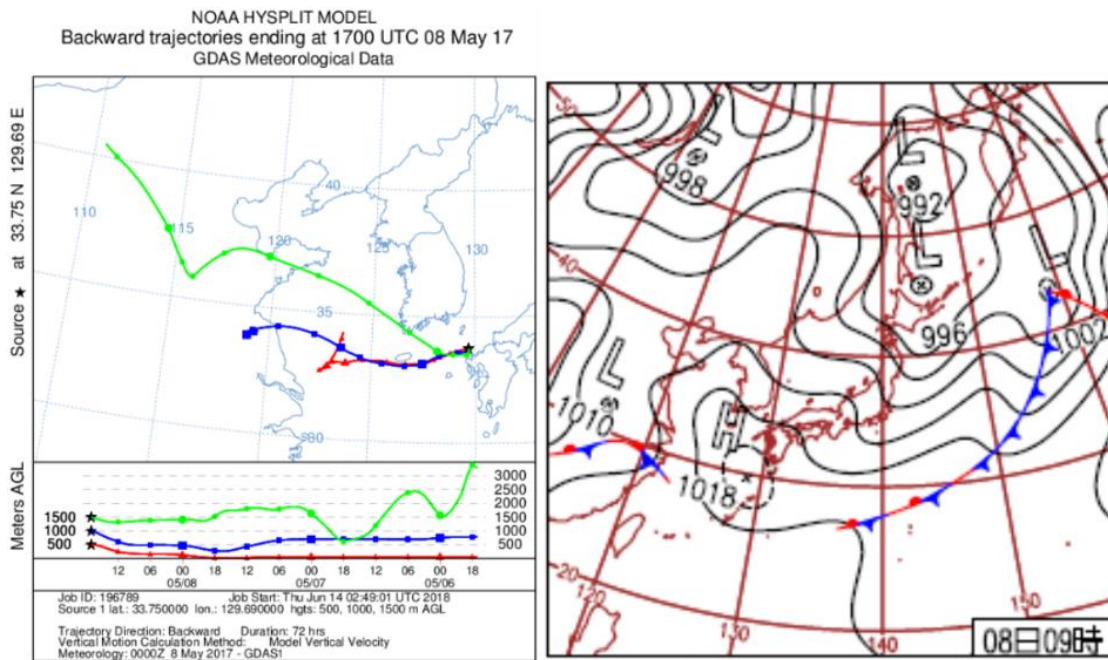 NOAA HYSPLIT MODEL
Backward trajectories ending at 1700 UTC 08 May 17
GDAS Meteorological Data
Source ★ at 33.75 N 129.69 E
110
115
120
125
130
40
35
30
Meters AGL
3000
2500
2000
1500 1500
1000 1000
500 500
12 06 00 18 12 06 00 18 12 06 00 18
05/08 05/07 05/06
Job ID: 196789 Job Start: Thu Jun 14 02:49:01 UTC 2018
Source 1 lat.: 33.750000 lon.: 129.690000 hgts: 500, 1000, 1500 m AGL
Trajectory Direction: Backward Duration: 72 hrs
Vertical Motion Calculation Method: Model Vertical Velocity
Meteorology: 0000Z 8 May 2017 - GDAS1
L
998
L
992
L
996
L
1002
L
1010
H
1018
40
30
20
130
140
150
08日09時